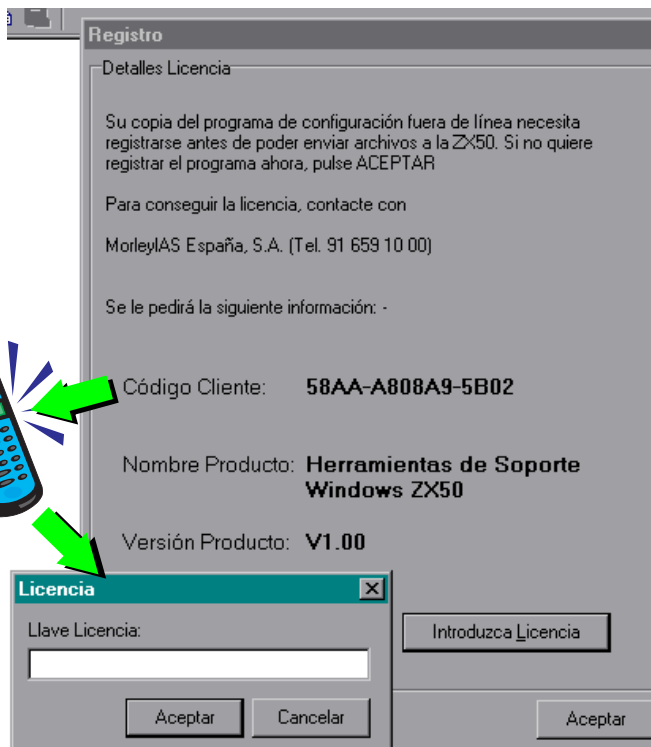 Registro
Detalles Licencia
Su copia del programa de configuración fuera de línea necesita
registrarse antes de poder enviar archivos a la ZX50. Si no quiere
registrar el programa ahora, pulse ACEPTAR
Para conseguir la licencia, contacte con
MorleyIAS España, S.A. (Tel. 91 659 10 00)
Se le pedirá la siguiente información: -
Código Cliente: 58AA-A808A9-5B02
Nombre Producto: Herramientas de Soporte
Windows ZX50
Versión Producto: V1.00
Licencia
Llave Licencia:
Introduzca Licencia
Aceptar Cancelar
Aceptar